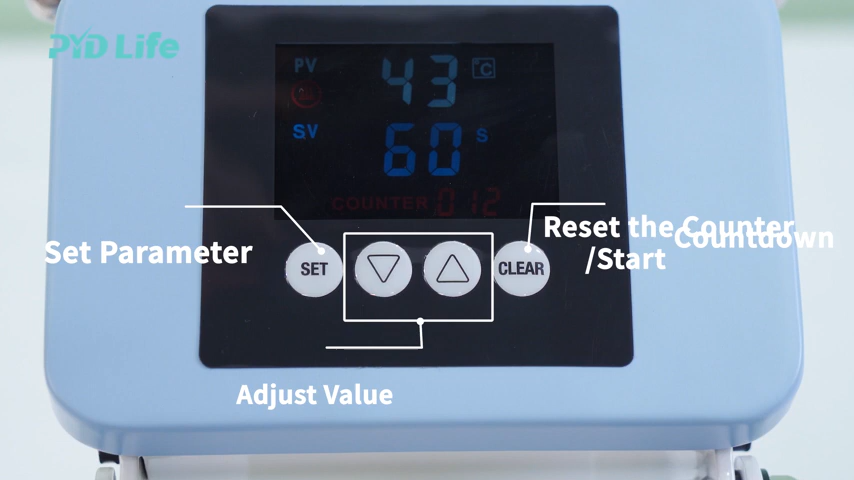 PYD Life
PV 43 °C
SV 60 S
COUNTER 012
Set Parameter
Reset the Counter
Countdown
/Start
SET
CLEAR
Adjust Value